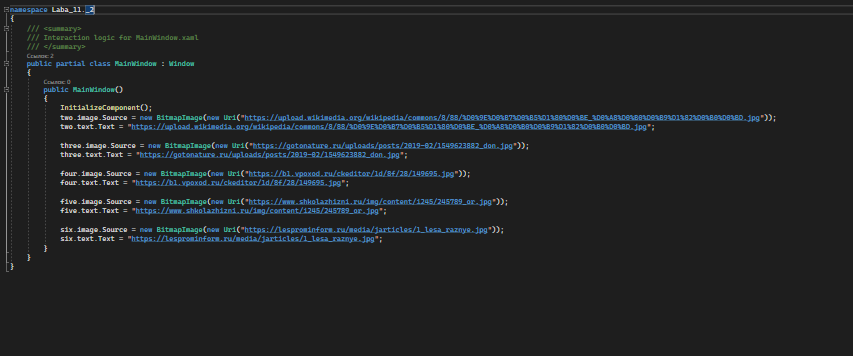 namespace Laba_11._2
{
/// <summary>
/// Interaction logic for MainWindow.xaml
/// </summary>
Ссылок: 2
public partial class MainWindow : Window
{
Ссылок: 0
public MainWindow()
{
InitializeComponent();
two.image.Source = new BitmapImage(new Uri("https://upload.wikimedia.org/wikipedia/commons/8/88/%D0%9E%D0%B7%D0%B5%D1%80%D0%BE_%D0%A8%D0%B0%D0%B9%D1%82%D0%B0%D0%BD.jpg"));
two.text.Text = "https://upload.wikimedia.org/wikipedia/commons/8/88/%D0%9E%D0%B7%D0%B5%D1%80%D0%BE_%D0%A8%D0%B0%D0%B9%D1%82%D0%B0%D0%BD.jpg";
three.image.Source = new BitmapImage(new Uri("https://gotonature.ru/uploads/posts/2019-02/1549623882_don.jpg"));
three.text.Text = "https://gotonature.ru/uploads/posts/2019-02/1549623882_don.jpg";
four.image.Source = new BitmapImage(new Uri("https://b1.vpoxod.ru/ckeditor/1d/8f/28/149695.jpg"));
four.text.Text = "https://b1.vpoxod.ru/ckeditor/1d/8f/28/149695.jpg";
five.image.Source = new BitmapImage(new Uri("https://www.shkolazhizni.ru/img/content/i245/245789_or.jpg"));
five.text.Text = "https://www.shkolazhizni.ru/img/content/i245/245789_or.jpg";
six.image.Source = new BitmapImage(new Uri("https://lesprominform.ru/media/jarticles/1_lesa_raznye.jpg"));
six.text.Text = "https://lesprominform.ru/media/jarticles/1_lesa_raznye.jpg";
}
}
}